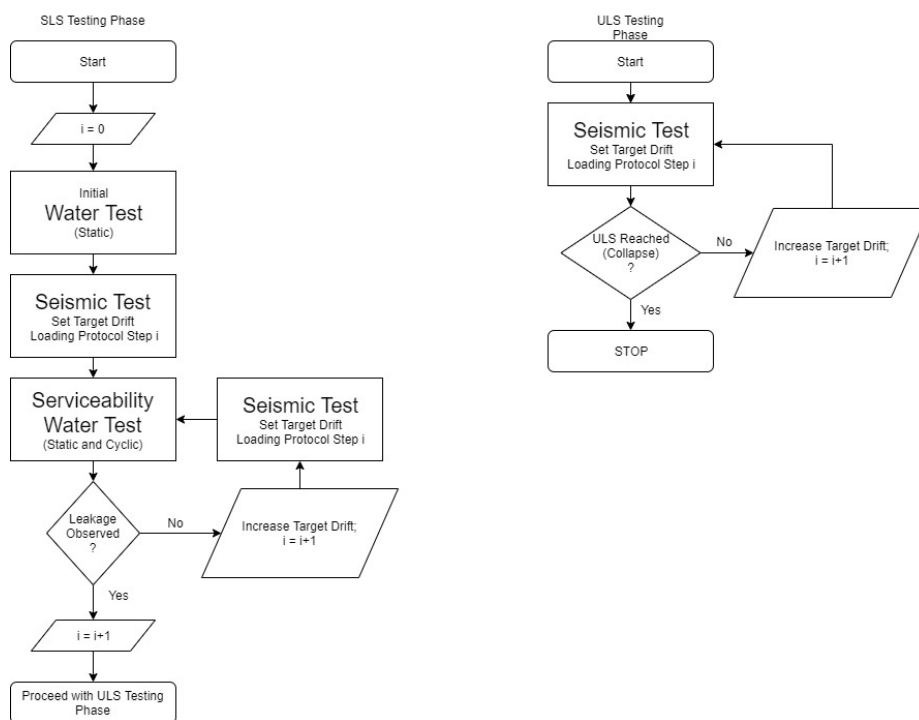 SLS Testing Phase
Start
i = 0
Initial
Water Test
(Static)
Seismic Test
Set Target Drift
Loading Protocol Step i
Serviceability
Water Test
(Static and Cyclic)
Seismic Test
Set Target Drift
Loading Protocol Step i
Leakage
Observed
?
No
Increase Target Drift;
i = i+1
Yes
i = i+1
Proceed with ULS Testing
Phase
ULS Testing
Phase
Start
Seismic Test
Set Target Drift
Loading Protocol Step i
ULS Reached
(Collapse)
?
No
Increase Target Drift;
i = i+1
Yes
STOP